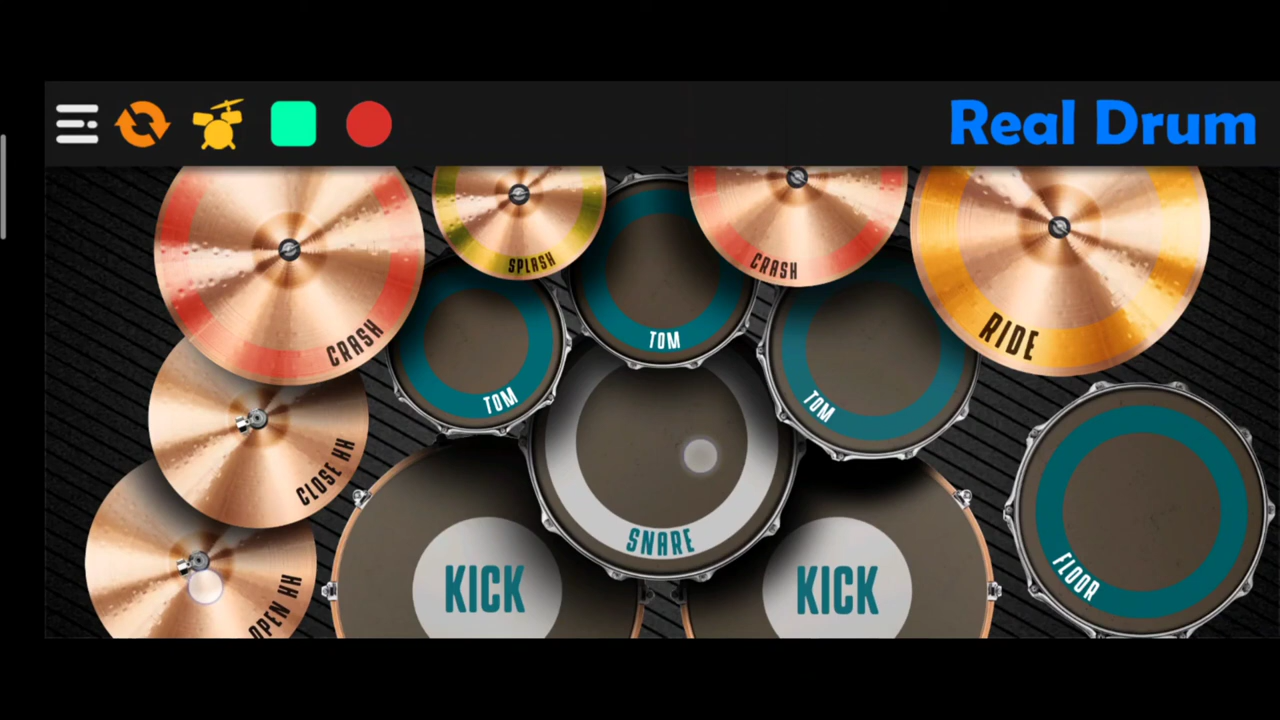 Real Drum
SPLASH
CRASH
CRASH
RIDE
TOM
TOM
TOM
CLOSE HH
SNARE
FLOOR
KICK
KICK
OPEN HH